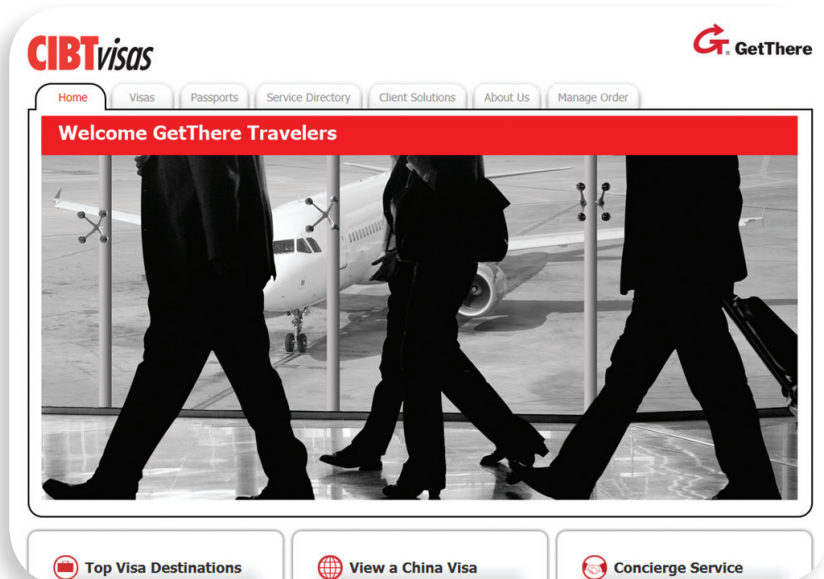 CIBTvisas
GT. GetThere
Home Visas Passports Service Directory Client Solutions About Us Manage Order
Welcome GetThere Travelers
Top Visa Destinations View a China Visa Concierge Service